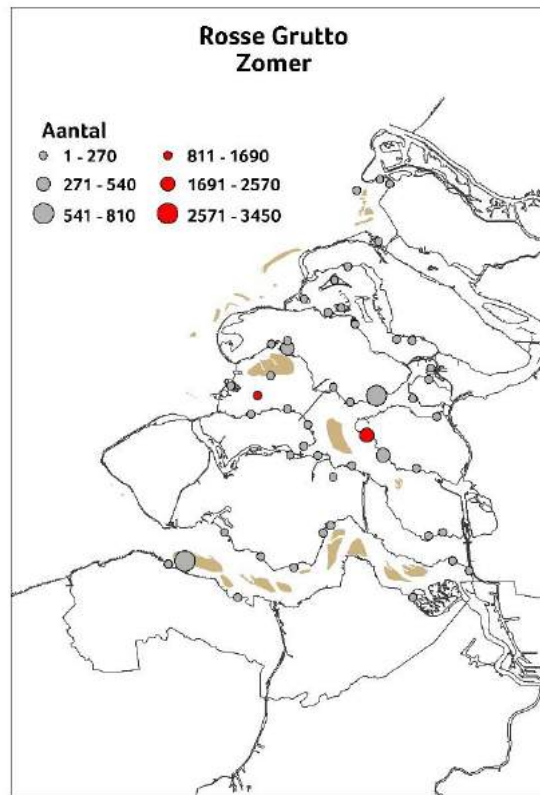 Rosse Grutto
Zomer
Aantal
1 - 270
811 - 1690
271 - 540
1691 - 2570
541 - 810
2571 - 3450